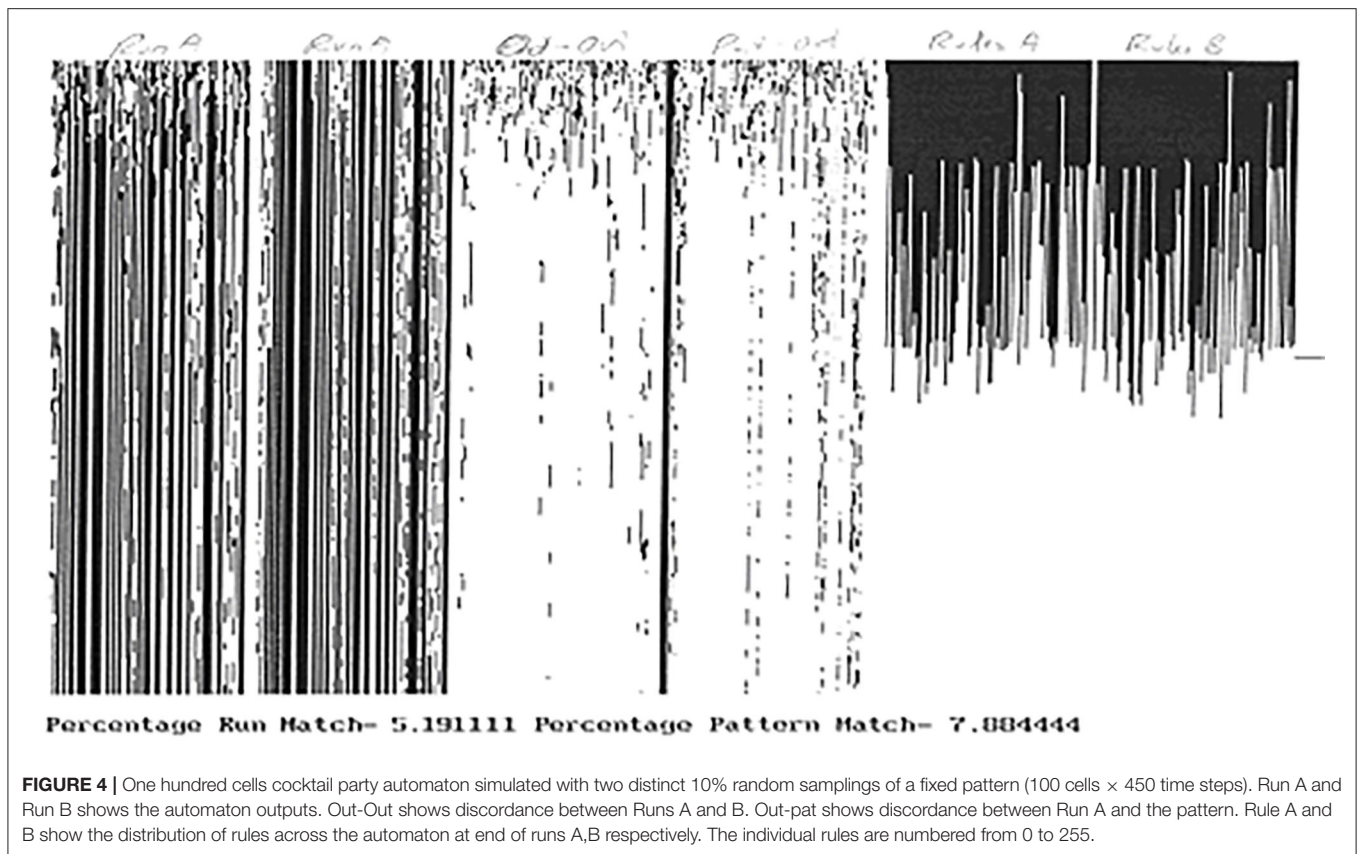 Run A Run B Out-Out Pat-Out Rules A Rules B
Percentage Run Match- 5.191111 Percentage Pattern Match- 7.884444
FIGURE 4 | One hundred cells cocktail party automaton simulated with two distinct 10% random samplings of a fixed pattern (100 cells × 450 time steps). Run A and
Run B shows the automaton outputs. Out-Out shows discordance between Runs A and B. Out-pat shows discordance between Run A and the pattern. Rule A and
B show the distribution of rules across the automaton at end of runs A,B respectively. The individual rules are numbered from 0 to 255.